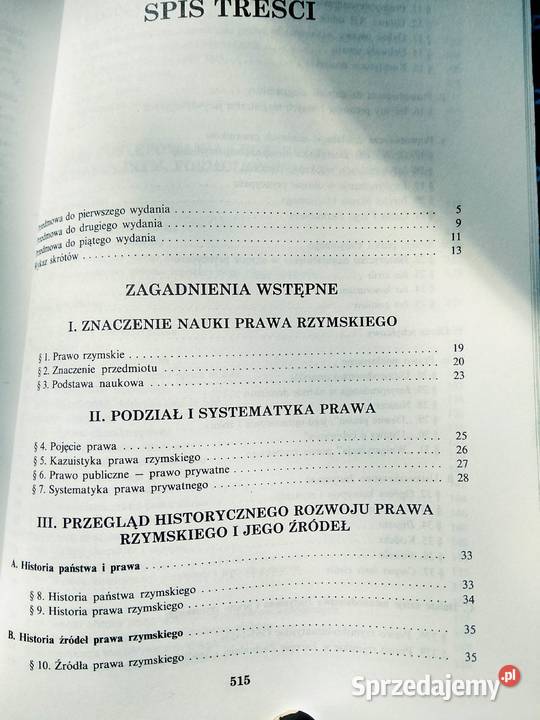 SPIS TREŚCI
Przedmowa do pierwszego wydania 5
Przedmowa do drugiego wydania 9
Przedmowa do piątego wydania 11
Wykaz skrótów 13
ZAGADNIENIA WSTĘPNE
I. ZNACZENIE NAUKI PRAWA RZYMSKIEGO
§ 1. Prawo rzymskie 19
§ 2. Znaczenie przedmiotu 20
§ 3. Podstawa naukowa 23
II. PODZIAŁ I SYSTEMATYKA PRAWA
§ 4. Pojęcie prawa 25
§ 5. Kazuistyka prawa rzymskiego 26
§ 6. Prawo publiczne — prawo prywatne 27
§ 7. Systematyka prawa prywatnego 28
III. PRZEGLĄD HISTORYCZNEGO ROZWOJU PRAWA
RZYMSKIEGO I JEGO ŹRÓDEŁ
A. Historia państwa i prawa 33
§ 8. Historia państwa rzymskiego 33
§ 9. Historia prawa rzymskiego 34
B. Historia źródeł prawa rzymskiego 35
§ 10. Źródła prawa rzymskiego 35
515
Sprzedajemy.pl